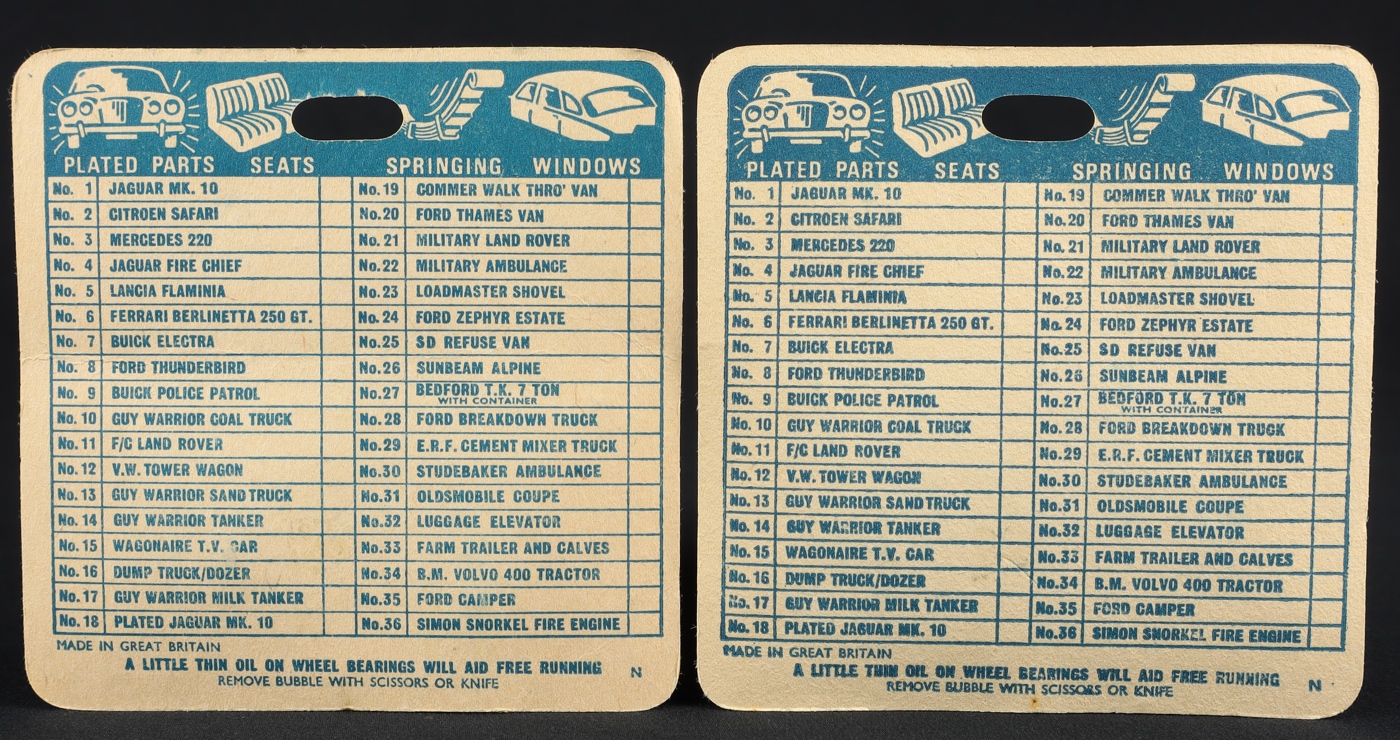 PLATED PARTS SEATS SPRINGING WINDOWS
No. 1 JAGUAR MK. 10
No. 2 CITROEN SAFARI
No. 3 MERCEDES 220
No. 4 JAGUAR FIRE CHIEF
No. 5 LANCIA FLAMINIA
No. 6 FERRARI BERLINETTA 250 GT.
No. 7 BUICK ELECTRA
No. 8 FORD THUNDERBIRD
No. 9 BUICK POLICE PATROL
No. 10 GUY WARRIOR COAL TRUCK
No. 11 F/C LAND ROVER
No. 12 V.W. TOWER WAGON
No. 13 GUY WARRIOR SAND TRUCK
No. 14 GUY WARRIOR TANKER
No. 15 WAGONAIRE T.V. CAR
No. 16 DUMP TRUCK/DOZER
No. 17 GUY WARRIOR MILK TANKER
No. 18 PLATED JAGUAR MK. 10
No. 19 COMMER WALK THRO' VAN
No. 20 FORD THAMES VAN
No. 21 MILITARY LAND ROVER
No. 22 MILITARY AMBULANCE
No. 23 LOADMASTER SHOVEL
No. 24 FORD ZEPHYR ESTATE
No. 25 SD REFUSE VAN
No. 26 SUNBEAM ALPINE
No. 27 BEDFORD T.K. 7 TON
WITH CONTAINER
No. 28 FORD BREAKDOWN TRUCK
No. 29 E.R.F. CEMENT MIXER TRUCK
No. 30 STUDEBAKER AMBULANCE
No. 31 OLDSMOBILE COUPE
No. 32 LUGGAGE ELEVATOR
No. 33 FARM TRAILER AND CALVES
No. 34 B.M. VOLVO 400 TRACTOR
No. 35 FORD CAMPER
No. 36 SIMON SNORKEL FIRE ENGINE
MADE IN GREAT BRITAIN
A LITTLE THIN OIL ON WHEEL BEARINGS WILL AID FREE RUNNING N
REMOVE BUBBLE WITH SCISSORS OR KNIFE
PLATED PARTS SEATS SPRINGING WINDOWS
No. 1 JAGUAR MK. 10
No. 2 CITROEN SAFARI
No. 3 MERCEDES 220
No. 4 JAGUAR FIRE CHIEF
No. 5 LANCIA FLAMINIA
No. 6 FERRARI BERLINETTA 250 GT.
No. 7 BUICK ELECTRA
No. 8 FORD THUNDERBIRD
No. 9 BUICK POLICE PATROL
No. 10 GUY WARRIOR COAL TRUCK
No. 11 F/C LAND ROVER
No. 12 V.W. TOWER WAGON
No. 13 GUY WARRIOR SAND TRUCK
No. 14 GUY WARRIOR TANKER
No. 15 WAGONAIRE T.V. CAR
No. 16 DUMP TRUCK/DOZER
No. 17 GUY WARRIOR MILK TANKER
No. 18 PLATED JAGUAR MK. 10
No. 19 COMMER WALK THRO' VAN
No. 20 FORD THAMES VAN
No. 21 MILITARY LAND ROVER
No. 22 MILITARY AMBULANCE
No. 23 LOADMASTER SHOVEL
No. 24 FORD ZEPHYR ESTATE
No. 25 SD REFUSE VAN
No. 26 SUNBEAM ALPINE
No. 27 BEDFORD T.K. 7 TON
WITH CONTAINER
No. 28 FORD BREAKDOWN TRUCK
No. 29 E.R.F. CEMENT MIXER TRUCK
No. 30 STUDEBAKER AMBULANCE
No. 31 OLDSMOBILE COUPE
No. 32 LUGGAGE ELEVATOR
No. 33 FARM TRAILER AND CALVES
No. 34 B.M. VOLVO 400 TRACTOR
No. 35 FORD CAMPER
No. 36 SIMON SNORKEL FIRE ENGINE
MADE IN GREAT BRITAIN
A LITTLE THIN OIL ON WHEEL BEARINGS WILL AID FREE RUNNING N
REMOVE BUBBLE WITH SCISSORS OR KNIFE